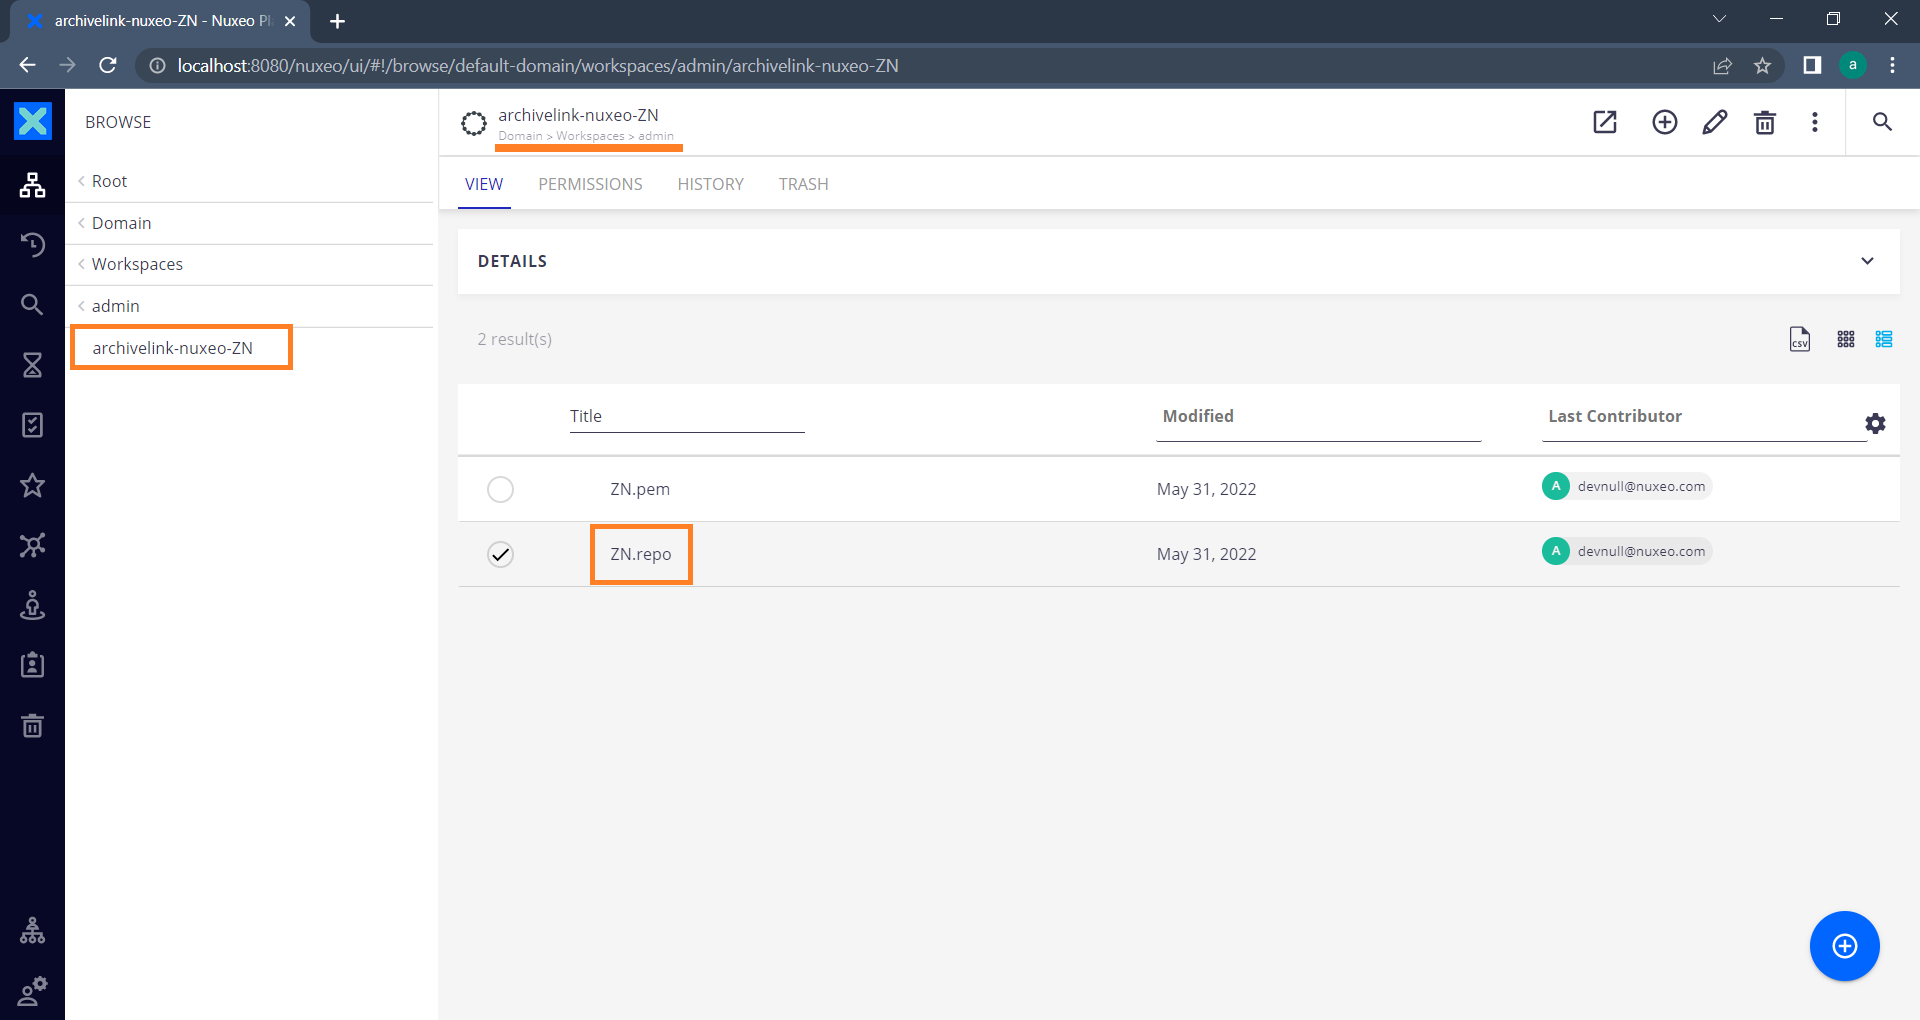 archivelink-nuxeo-ZN - Nuxeo Pl
localhost:8080/nuxeo/ui/#!/browse/default-domain/workspaces/admin/archivelink-nuxeo-ZN
a
BROWSE
Root
Domain
Workspaces
admin
archivelink-nuxeo-ZN
archivelink-nuxeo-ZN
Domain > Workspaces > admin
VIEW PERMISSIONS HISTORY TRASH
DETAILS
2 result(s)
CSV
Title Modified Last Contributor
ZN.pem May 31, 2022 A devnull@nuxeo.com
ZN.repo May 31, 2022 A devnull@nuxeo.com